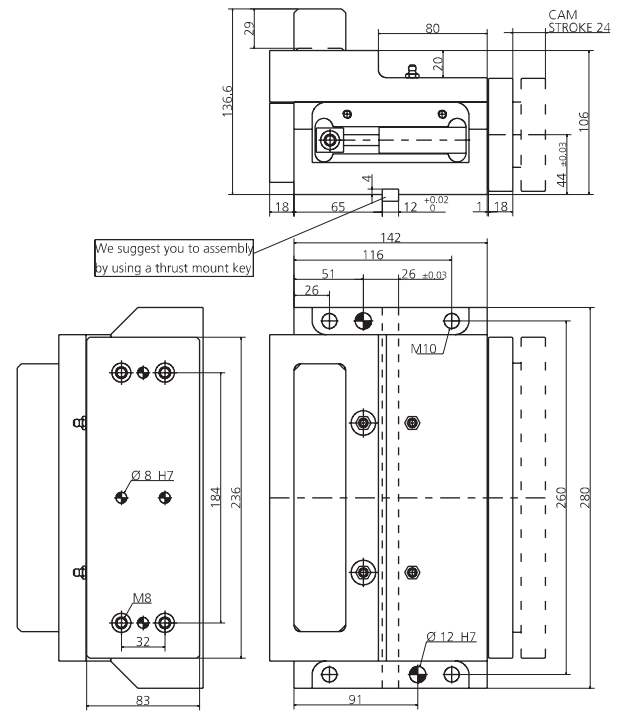 CAM
STROKE 24
29
80
20
136.6
106
44 ±0.03
4
18
65
12 +0.02 0
1
18
We suggest you to assembly
by using a thrust mount key
142
116
51
26 ±0.03
26
M10
Ø 8 H7
184
236
260
280
M8
32
Ø 12 H7
83
91